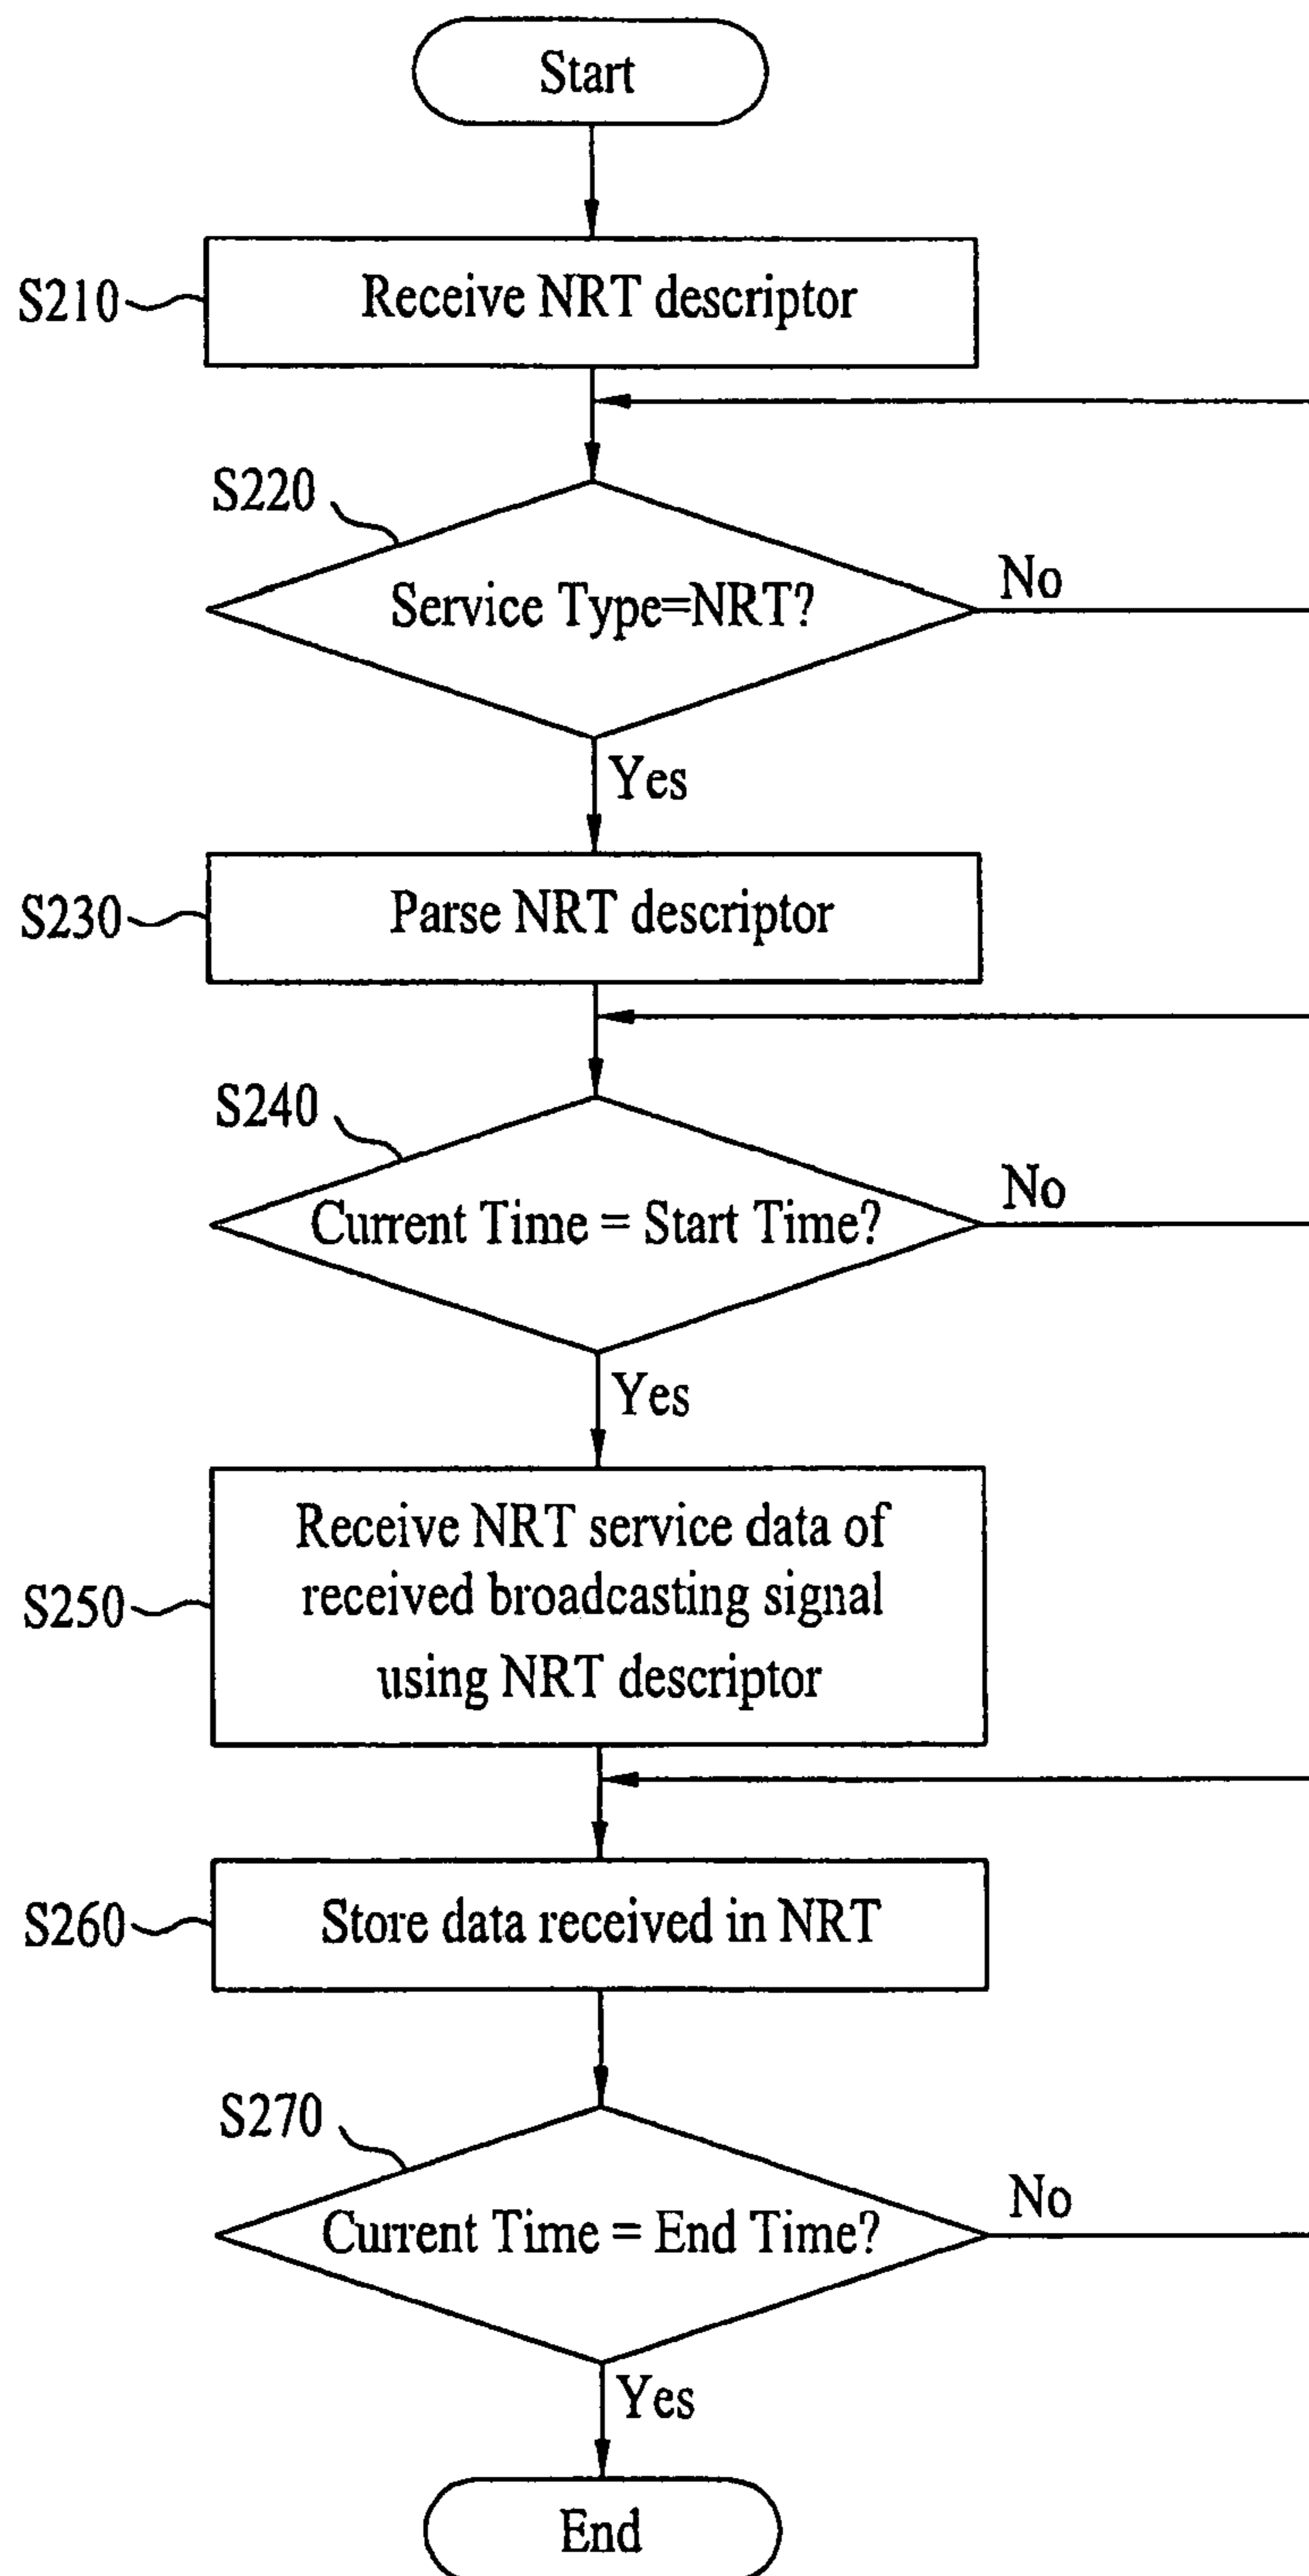 Start
S210
Receive NRT descriptor
S220
Service Type=NRT?
No
Yes
S230
Parse NRT descriptor
S240
Current Time = Start Time?
No
Yes
S250
Receive NRT service data of
received broadcasting signal
using NRT descriptor
S260
Store data received in NRT
S270
Current Time = End Time?
No
Yes
End